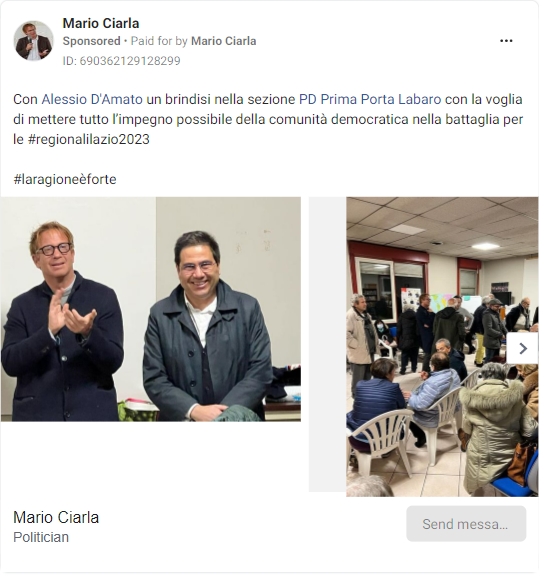 Mario Ciarla
Sponsored • Paid for by Mario Ciarla
ID: 690362129128299
Con Alessio D'Amato un brindisi nella sezione PD Prima Porta Labaro con la voglia
di mettere tutto l’impegno possibile della comunità democratica nella battaglia per
le #regionalilazio2023
#laragioneèforte
Mario Ciarla
Politician
Send messa...